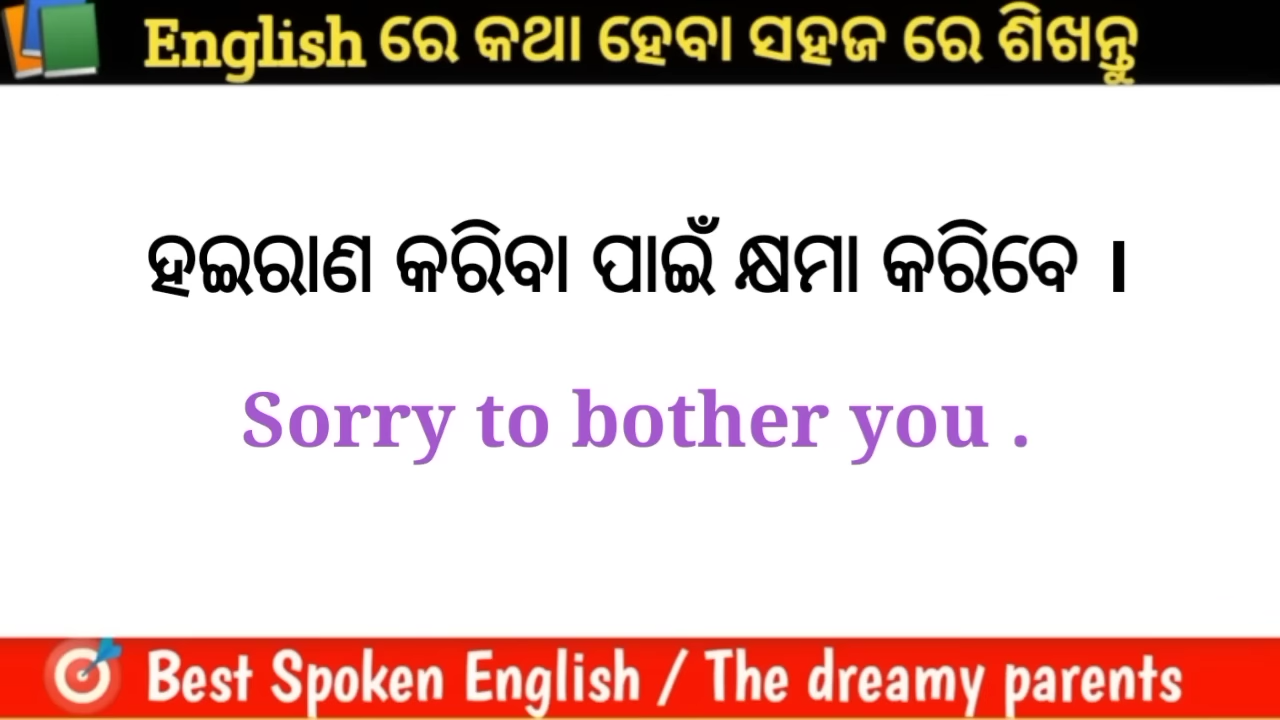 English ରେ କଥା ହେବା ସହଜ ରେ ଶିଖନ୍ତୁ
ହଇରାଣ କରିବା ପାଇଁ କ୍ଷମା କରିବେ ।
Sorry to bother you .
Best Spoken English / The dreamy parents